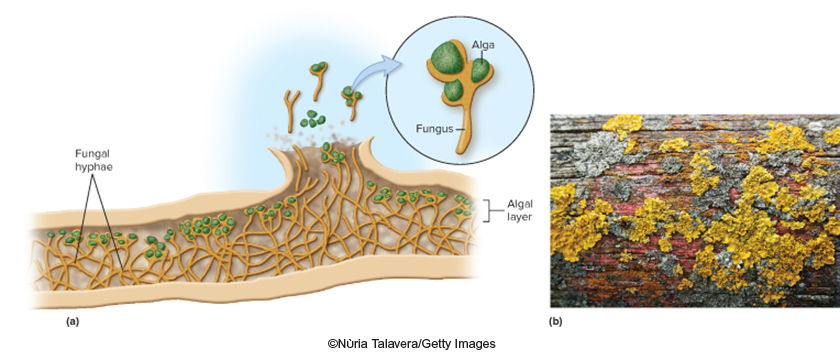 Alga
Fungus
Fungal
hyphae
Algal
layer
(a)
(b)
©Nùria Talavera/Getty Images